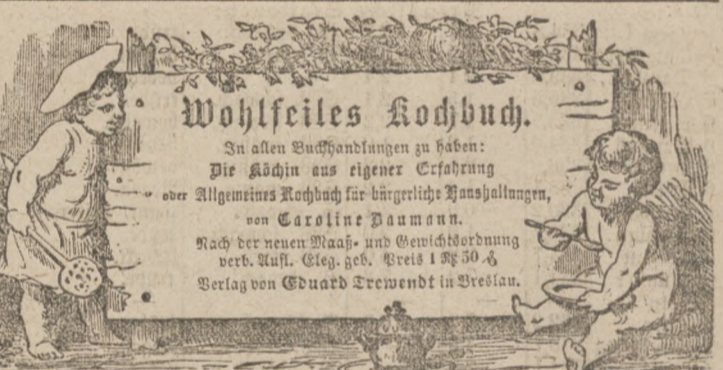 Wohlfeiles Kochbuch.
In allen Buchhandlungen zu haben:
Die Köchin aus eigener Erfahrung
oder Allgemeines Kochbuch für bürgerliche Haushaltungen,
von Caroline Baumann.
Nach der neuen Maaß- und Gewichtsordnung
verb. Aufl. Eleg. geb. Preis 1 M 50 ₰
Verlag von Eduard Trewendt in Breslau.